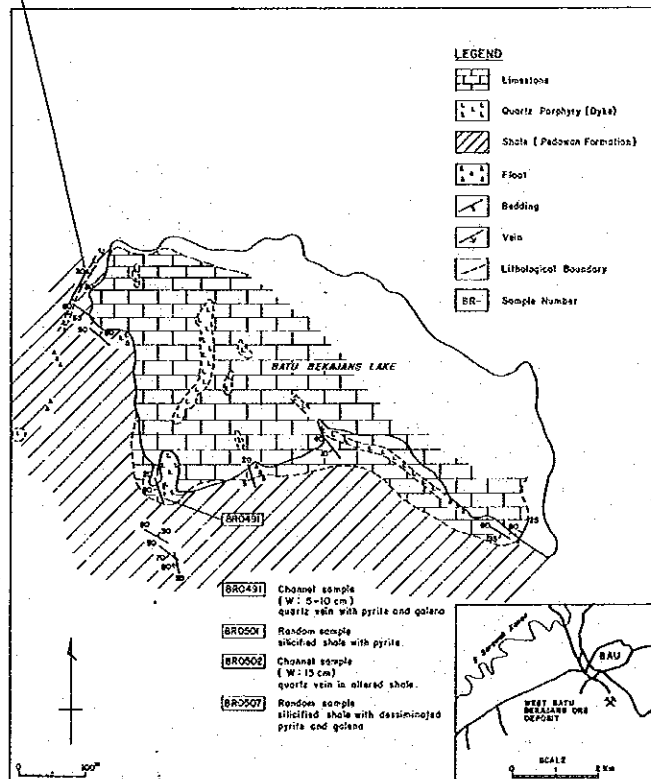 LEGEND
Limestone
Quartz Porphyry (Dyke)
Shale ( Pedawan Formation)
Float
Bedding
Vein
Lithological Boundary
BR- Sample Number
BATU BEKAJANG LAKE
BR0491
BR0491 Channel sample
( W : 5-10 cm )
quartz vein with pyrite and galena
BR0501 Random sample
silicified shale with pyrite.
BR0502 Channel sample
( W : 15 cm )
quartz vein in altered shale.
BR0507 Random sample
silicified shale with dessiminated
pyrite and galena
0 100m
BAU
WEST BATU
BEKAJANG ORE
DEPOSIT
SCALE
0 1 2 Km